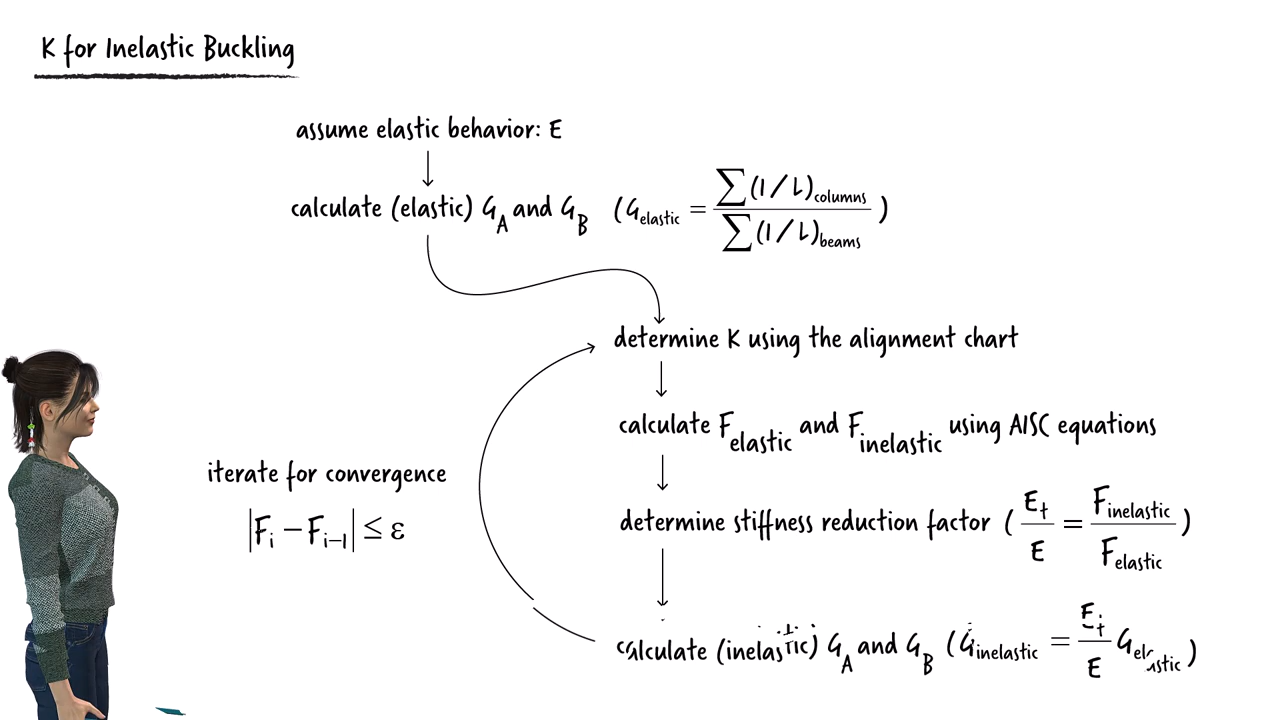 K for Inelastic Buckling
assume elastic behavior: E
calculate (elastic) G_A and G_B (G_elastic = ∑(I/L)_columns / ∑(I/L)_beams)
determine K using the alignment chart
calculate F_elastic and F_inelastic using AISC equations
iterate for convergence
|F_i − F_i−1| ≤ ε
determine stiffness reduction factor (E_t / E = F_inelastic / F_elastic)
calculate (inelastic) G_A and G_B (G_inelastic = E_t / E G_elastic)